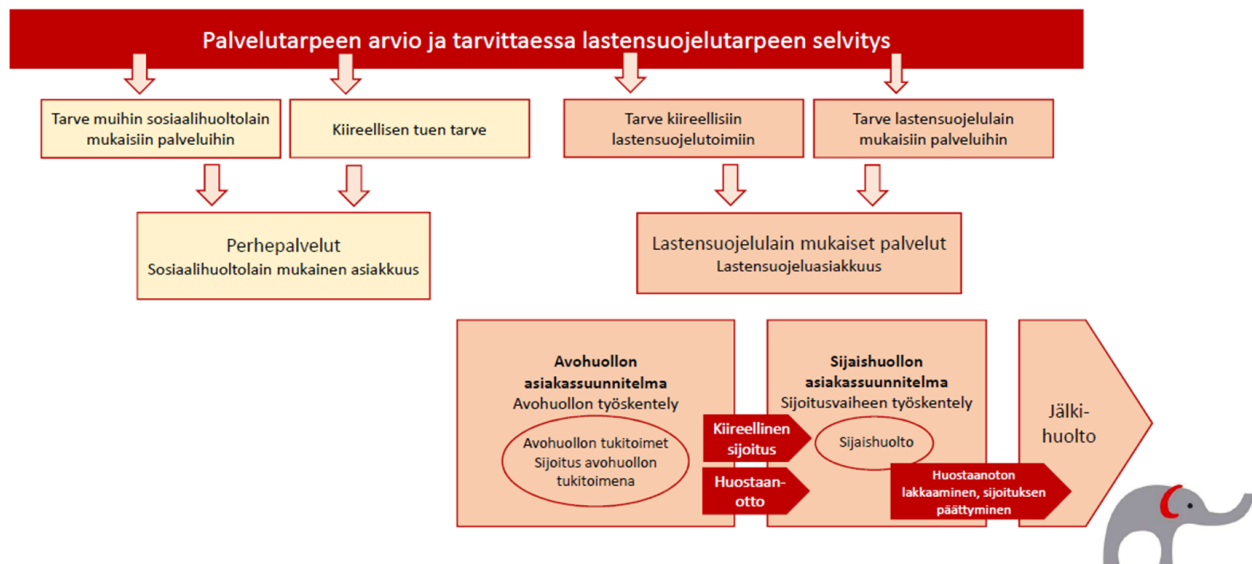 Palvelutarpeen arvio ja tarvittaessa lastensuojelutarpeen selvitys
Tarve muihin sosiaalihuoltolain
mukaisiin palveluihin
Kiireellisen tuen tarve
Tarve kiireellisiin
lastensuojelutoimiin
Tarve lastensuojelulain
mukaisiin palveluihin
Perhepalvelut
Sosiaalihuoltolain mukainen asiakkuus
Lastensuojelulain mukaiset palvelut
Lastensuojeluasiakkuus
Avohuollon
asiakassuunnitelma
Avohuollon työskentely
Avohuollon tukitoimet
Sijoitus avohuollon
tukitoimena
Kiireellinen
sijoitus
Huostaan-
otto
Sijaishuollon
asiakassuunnitelma
Sijoitusvaiheen työskentely
Sijaishuolto
Huostaanoton
lakkaaminen, sijoituksen
päättyminen
Jälki-
huolto